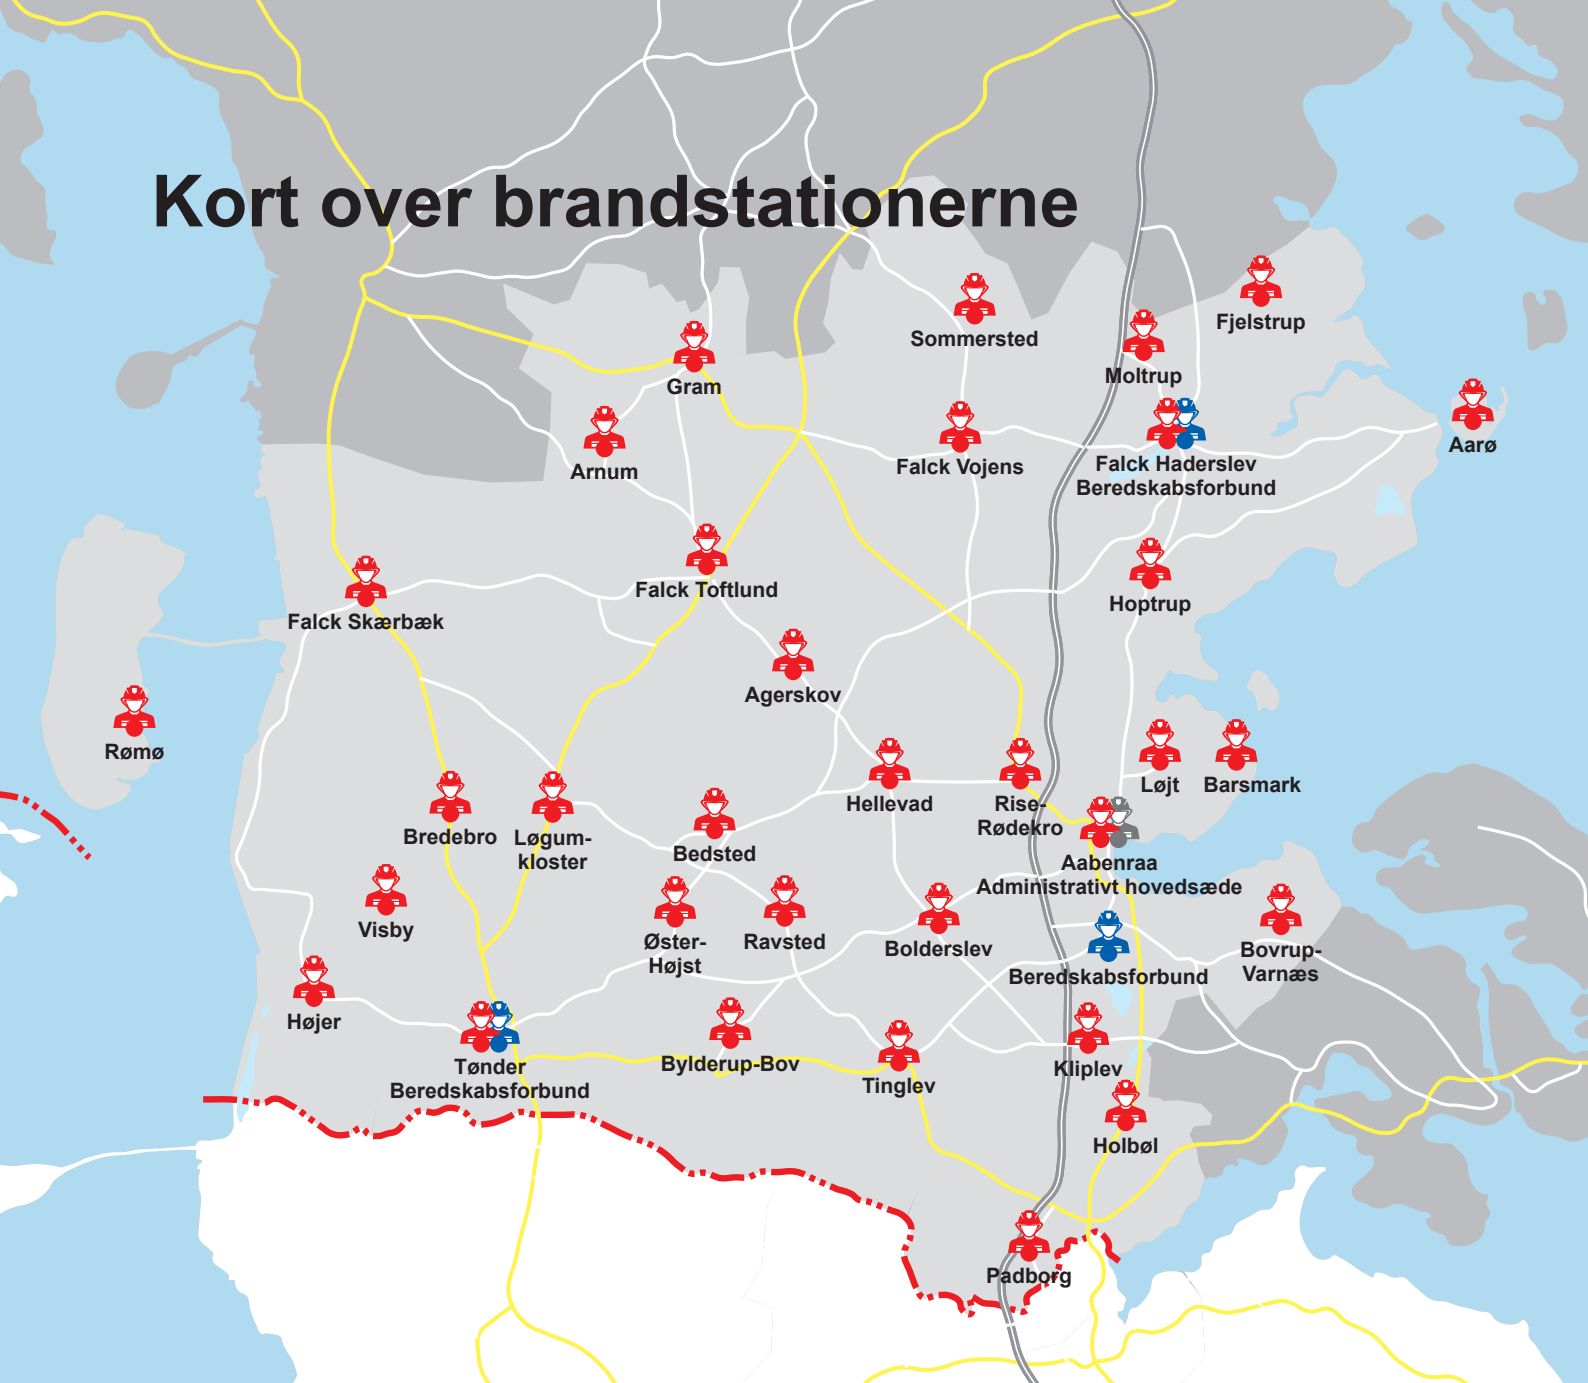 Kort over brandstationerne
Fjelstrup
Sommersted
Moltrup
Gram
Aarø
Arnum
Falck Vojens
Falck Haderslev
Beredskabsforbund
Falck Toftlund
Hoptrup
Falck Skærbæk
Agerskov
Rømø
Løjt
Barsmark
Hellevad
Rise-
Rødekro
Bredebro
Løgum-
kloster
Bedsted
Aabenraa
Administrativt hovedsæde
Visby
Øster-
Højst
Ravsted
Bolderslev
Bovrup-
Varnæs
Beredskabsforbund
Højer
Tønder
Beredskabsforbund
Bylderup-Bov
Tinglev
Kliplev
Holbøl
Padborg